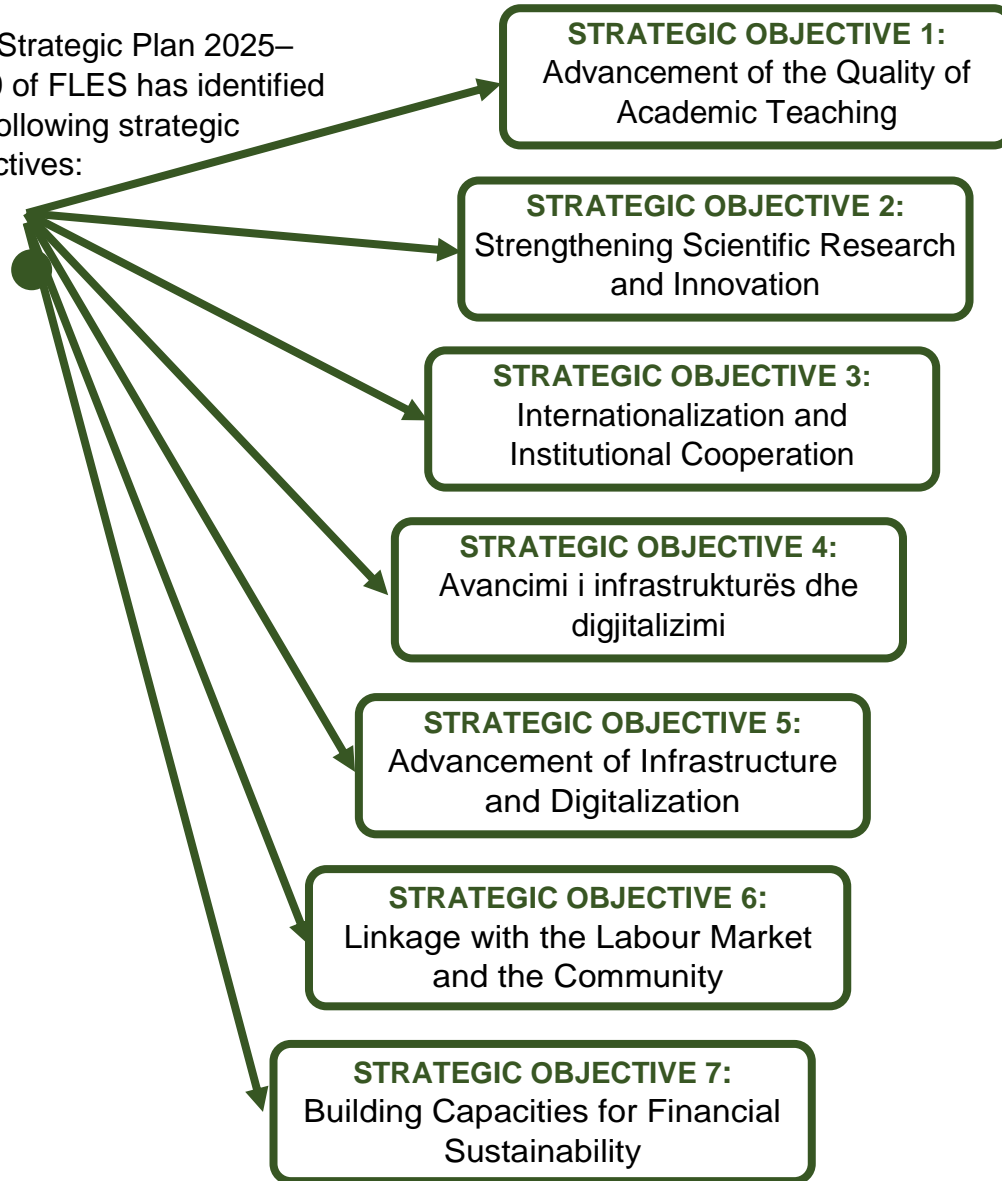 Strategic Plan 2025–
of FLES has identified
ollowing strategic
ctives:
STRATEGIC OBJECTIVE 1:
Advancement of the Quality of
Academic Teaching
STRATEGIC OBJECTIVE 2:
Strengthening Scientific Research
and Innovation
STRATEGIC OBJECTIVE 3:
Internationalization and
Institutional Cooperation
STRATEGIC OBJECTIVE 4:
Avancimi i infrastrukturës dhe
digjitalizimi
STRATEGIC OBJECTIVE 5:
Advancement of Infrastructure
and Digitalization
STRATEGIC OBJECTIVE 6:
Linkage with the Labour Market
and the Community
STRATEGIC OBJECTIVE 7:
Building Capacities for Financial
Sustainability